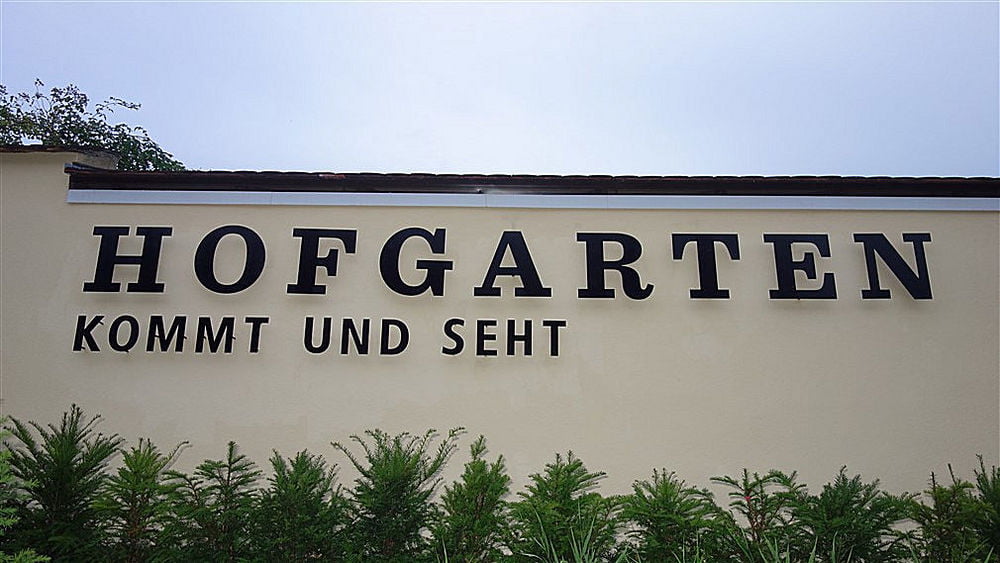 HOFGARTEN
KOMMT UND SEHT